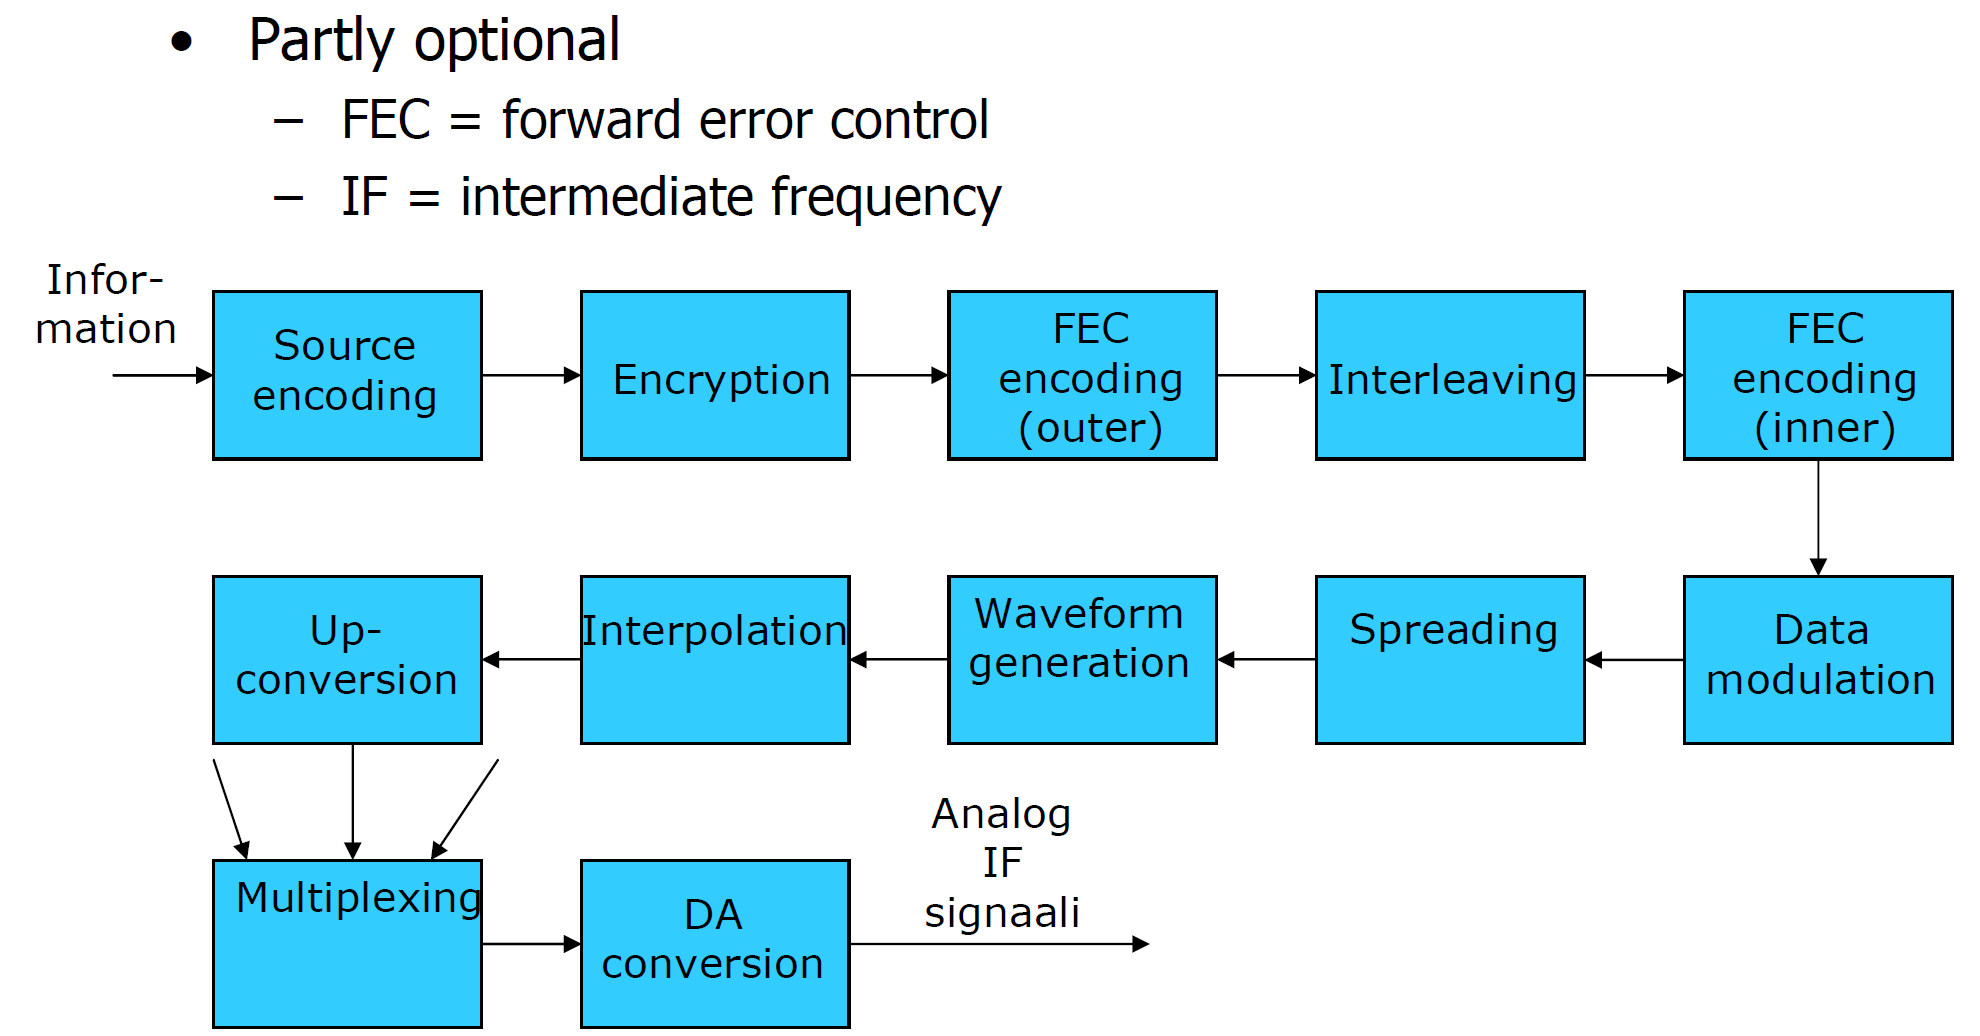 • Partly optional
– FEC = forward error control
– IF = intermediate frequency
Infor-
mation
Source
encoding
Encryption
FEC
encoding
(outer)
Interleaving
FEC
encoding
(inner)
Up-
conversion
Interpolation
Waveform
generation
Spreading
Data
modulation
Multiplexing
DA
conversion
Analog
IF
signaali